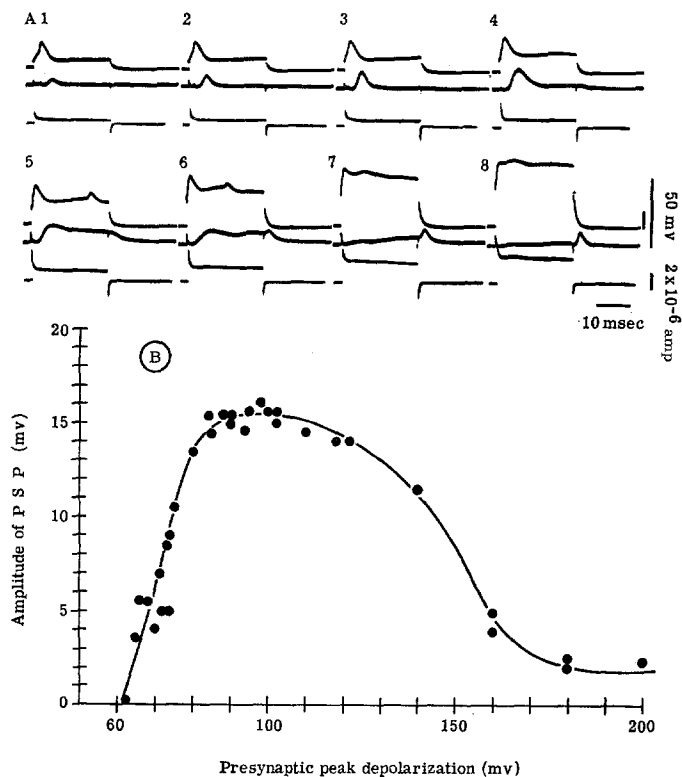 A 1 2 3 4
5 6 7 8
50 mv
2 x 10-6 amp
10 msec
B
Amplitude of P S P (mv)
20
15
10
5
0
60 100 150 200
Presynaptic peak depolarization (mv)